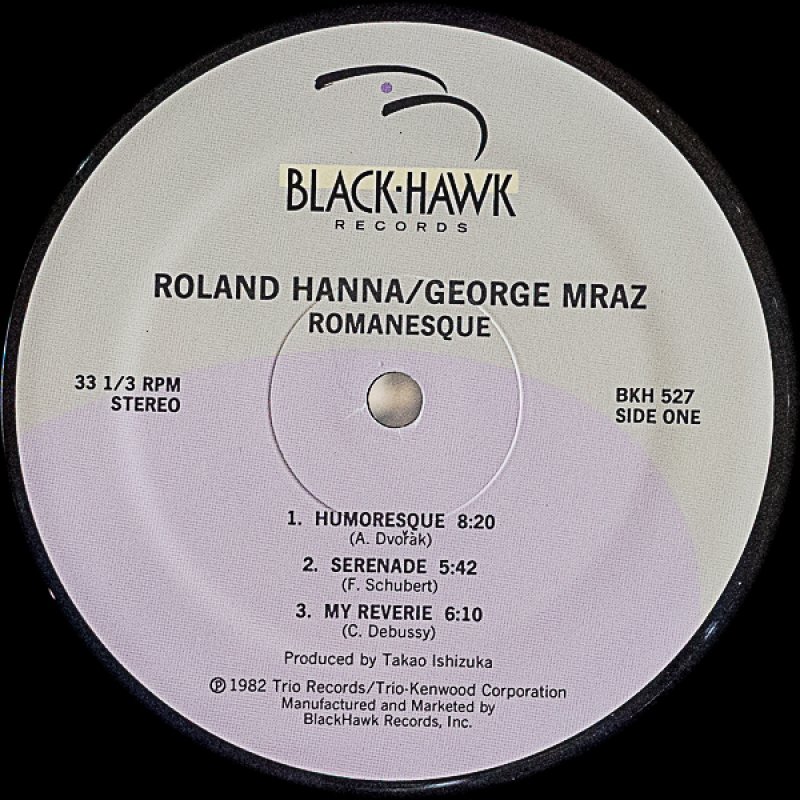 BLACK·HAWK
RECORDS
ROLAND HANNA/GEORGE MRAZ
ROMANESQUE
33 1/3 RPM
STEREO
BKH 527
SIDE ONE
1. HUMORESQUE 8:20
(A. Dvořàk)
2. SERENADE 5:42
(F. Schubert)
3. MY REVERIE 6:10
(C. Debussy)
Produced by Takao Ishizuka
℗ 1982 Trio Records/Trio-Kenwood Corporation
Manufactured and Marketed by
BlackHawk Records, Inc.